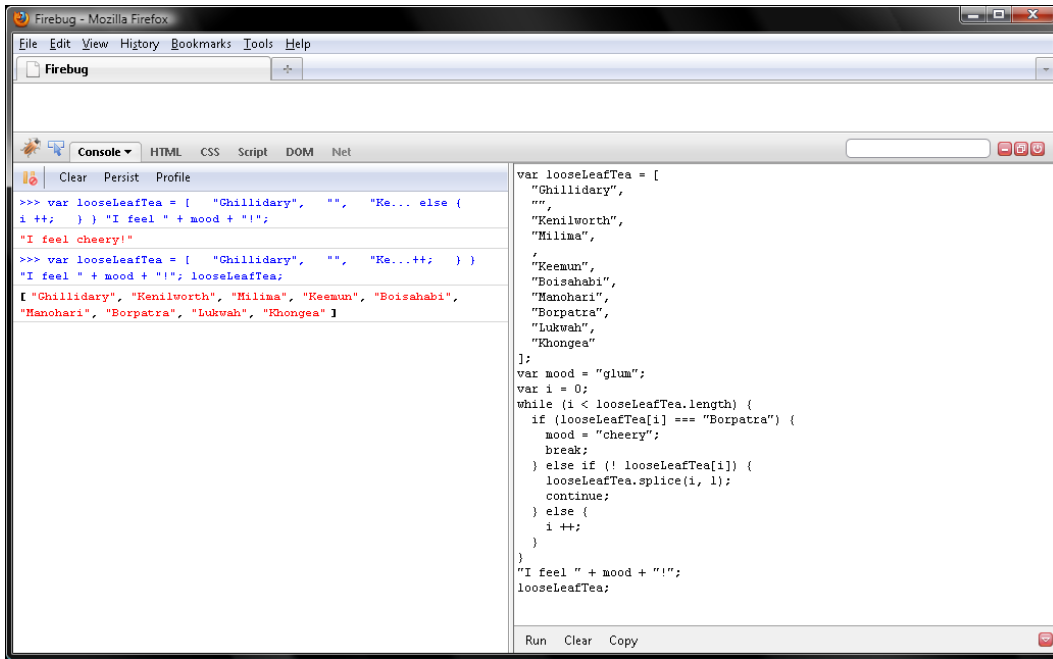 Firebug - Mozilla Firefox
File Edit View History Bookmarks Tools Help
Firebug
Console HTML CSS Script DOM Net
Clear Persist Profile
>>> var looseLeafTea = [   "Ghillidary",   "",   "Ke... else {
i ++;   } } "I feel " + mood + "!";
"I feel cheery!"
>>> var looseLeafTea = [   "Ghillidary",   "",   "Ke...++;   } }
"I feel " + mood + "!"; looseLeafTea;
[ "Ghillidary", "Kenilworth", "Milima", "Keemun", "Boisahabi",
"Manohari", "Borpatra", "Lukwah", "Khongea" ]
var looseLeafTea = [
  "Ghillidary",
  "",
  "Kenilworth",
  "Milima",
  ,
  "Keemun",
  "Boisahabi",
  "Manohari",
  "Borpatra",
  "Lukwah",
  "Khongea"
];
var mood = "glum";
var i = 0;
while (i < looseLeafTea.length) {
  if (looseLeafTea[i] === "Borpatra") {
    mood = "cheery";
    break;
  } else if (! looseLeafTea[i]) {
    looseLeafTea.splice(i, 1);
    continue;
  } else {
    i ++;
  }
}
"I feel " + mood + "!";
looseLeafTea;
Run Clear Copy